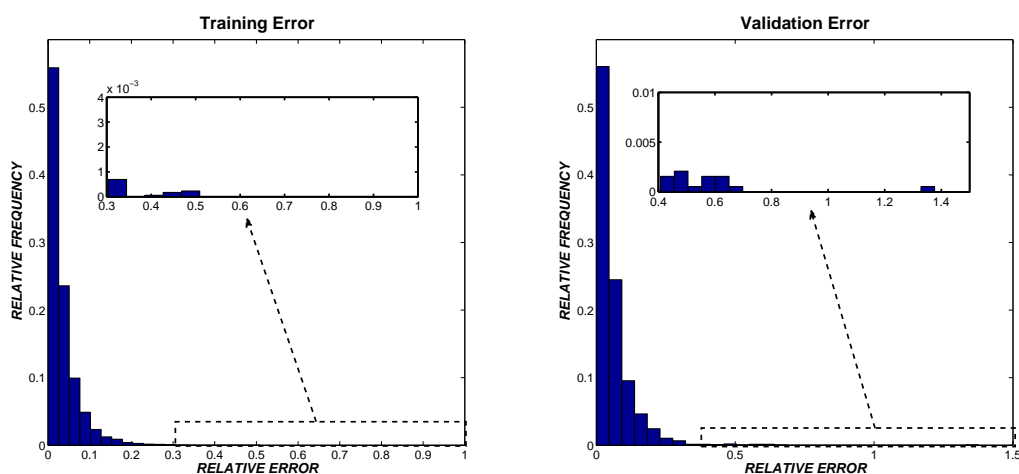 Training Error
RELATIVE FREQUENCY
0.5
0.4
0.3
0.2
0.1
0
0 0.1 0.2 0.3 0.4 0.5 0.6 0.7 0.8 0.9 1
RELATIVE ERROR
x 10⁻³
4
3
2
1
0
0.3 0.4 0.5 0.6 0.7 0.8 0.9 1
Validation Error
RELATIVE FREQUENCY
0.5
0.4
0.3
0.2
0.1
0
0 0.5 1 1.5
RELATIVE ERROR
0.01
0.005
0
0.4 0.6 0.8 1 1.2 1.4